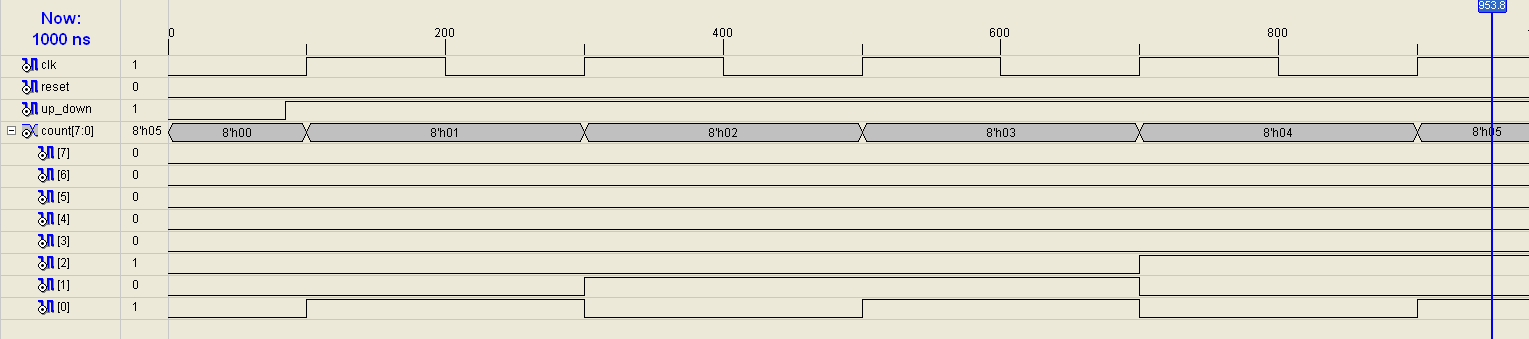 953.8
Now:
1000 ns
0 200 400 600 800
clk 1
reset 0
up_down 1
count[7:0] 8'h05 8'h00 8'h01 8'h02 8'h03 8'h04 8'h05
[7] 0
[6] 0
[5] 0
[4] 0
[3] 0
[2] 1
[1] 0
[0] 1